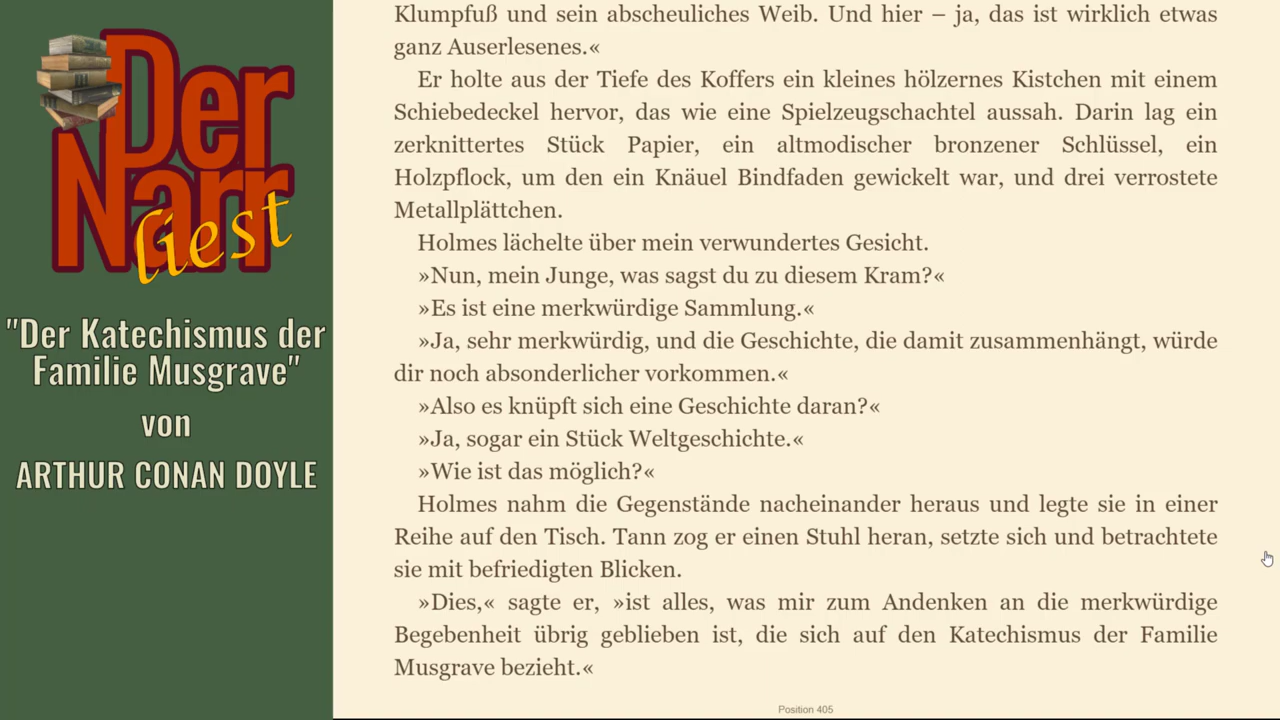 Der
Narr
liest
"Der Katechismus der
Familie Musgrave"
von
ARTHUR CONAN DOYLE
Klumpfuß und sein abscheuliches Weib. Und hier – ja, das ist wirklich etwas
ganz Auserlesenes.«
Er holte aus der Tiefe des Koffers ein kleines hölzernes Kistchen mit einem
Schiebedeckel hervor, das wie eine Spielzeugschachtel aussah. Darin lag ein
zerknittertes Stück Papier, ein altmodischer bronzener Schlüssel, ein
Holzpflock, um den ein Knäuel Bindfaden gewickelt war, und drei verrostete
Metallplättchen.
Holmes lächelte über mein verwundertes Gesicht.
»Nun, mein Junge, was sagst du zu diesem Kram?«
»Es ist eine merkwürdige Sammlung.«
»Ja, sehr merkwürdig, und die Geschichte, die damit zusammenhängt, würde
dir noch absonderlicher vorkommen.«
»Also es knüpft sich eine Geschichte daran?«
»Ja, sogar ein Stück Weltgeschichte.«
»Wie ist das möglich?«
Holmes nahm die Gegenstände nacheinander heraus und legte sie in einer
Reihe auf den Tisch. Tann zog er einen Stuhl heran, setzte sich und betrachtete
sie mit befriedigten Blicken.
»Dies,« sagte er, »ist alles, was mir zum Andenken an die merkwürdige
Begebenheit übrig geblieben ist, die sich auf den Katechismus der Familie
Musgrave bezieht.«
Position 405